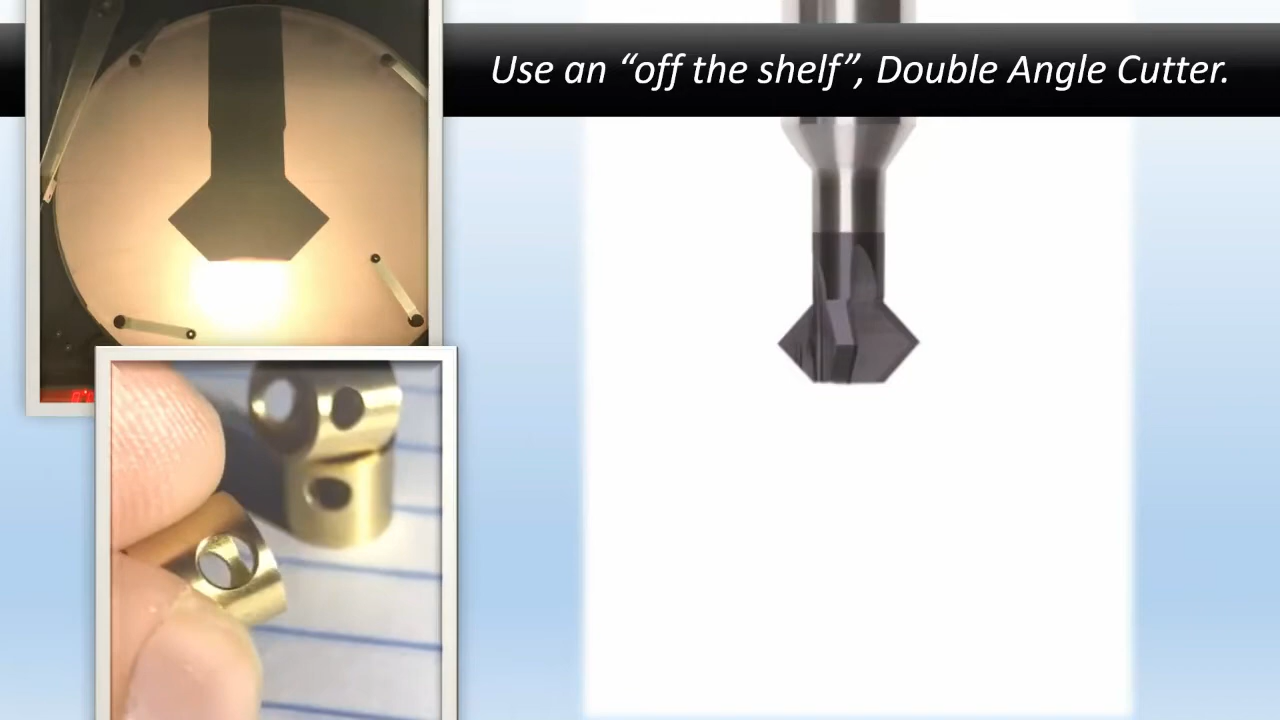 Use an “off the shelf”, Double Angle Cutter.